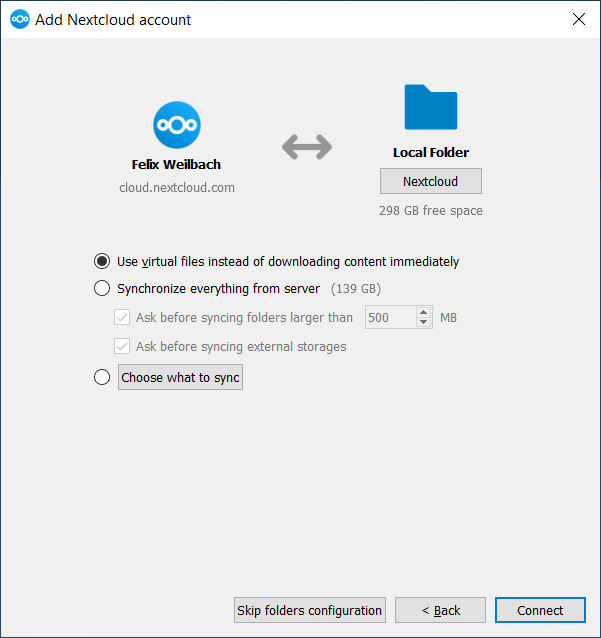 Add Nextcloud account
Felix Weilbach
cloud.nextcloud.com
Local Folder
Nextcloud
298 GB free space
Use virtual files instead of downloading content immediately
Synchronize everything from server (139 GB)
Ask before syncing folders larger than 500 MB
Ask before syncing external storages
Choose what to sync
Skip folders configuration < Back Connect